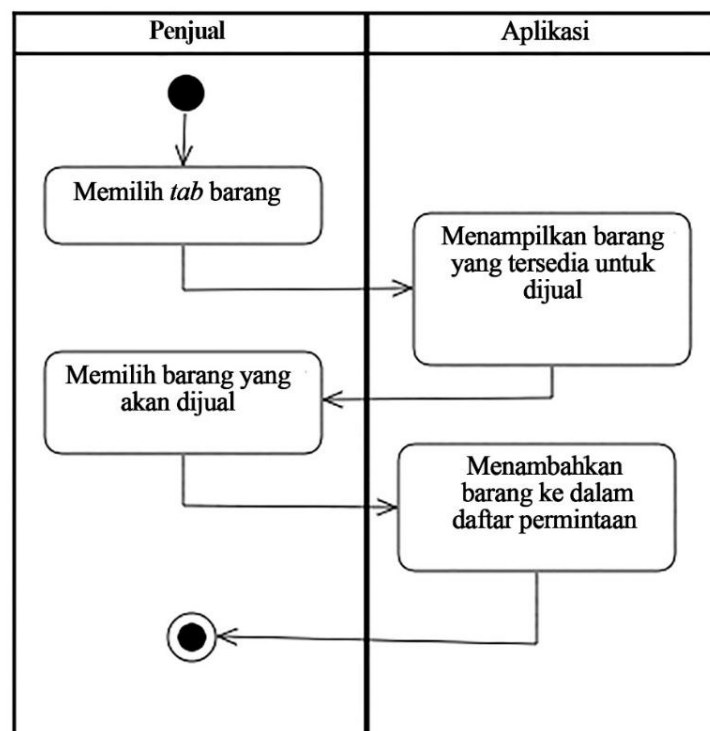 Penjual
Aplikasi
Memilih tab barang
Menampilkan barang
yang tersedia untuk
dijual
Memilih barang yang
akan dijual
Menambahkan
barang ke dalam
daftar permintaan